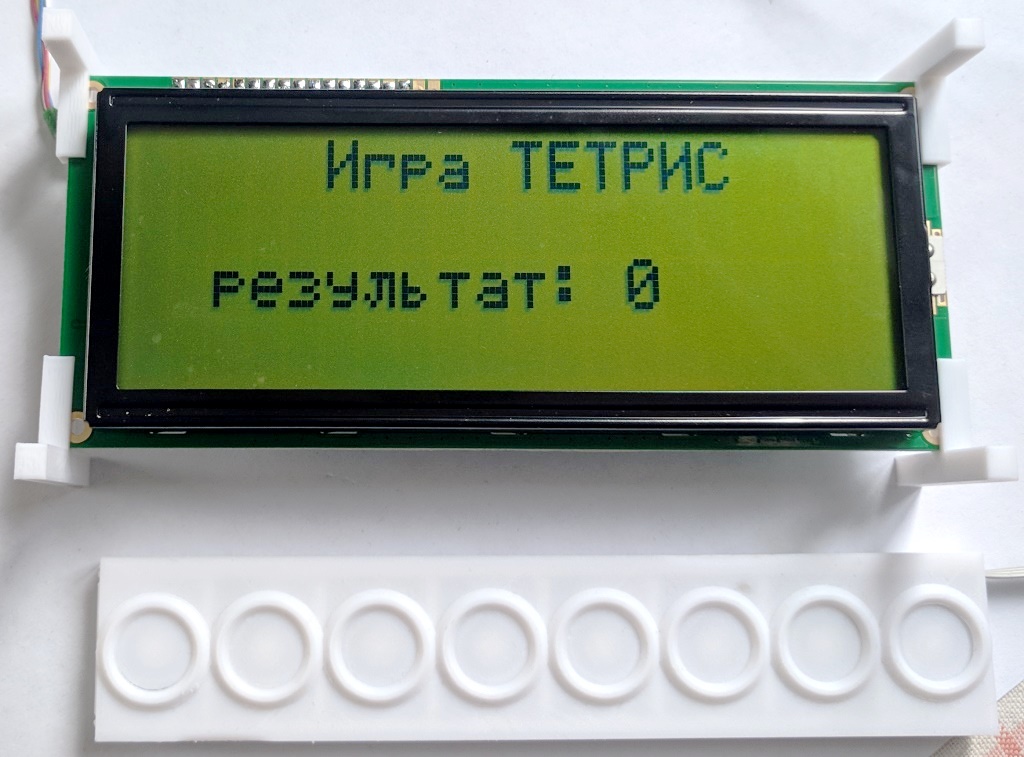 Игра ТЕТРИС
результат: 0